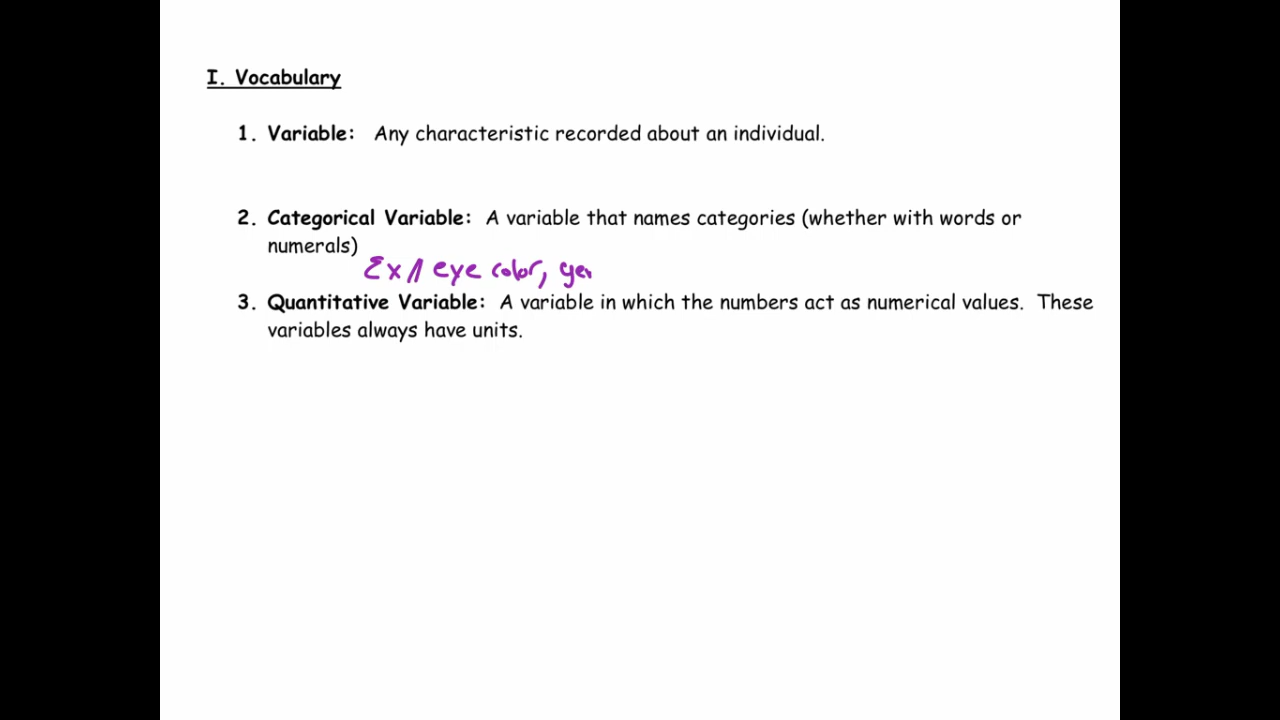 I. Vocabulary
1. Variable: Any characteristic recorded about an individual.
2. Categorical Variable: A variable that names categories (whether with words or
numerals)
Ex/ eye color, ge
3. Quantitative Variable: A variable in which the numbers act as numerical values. These
variables always have units.